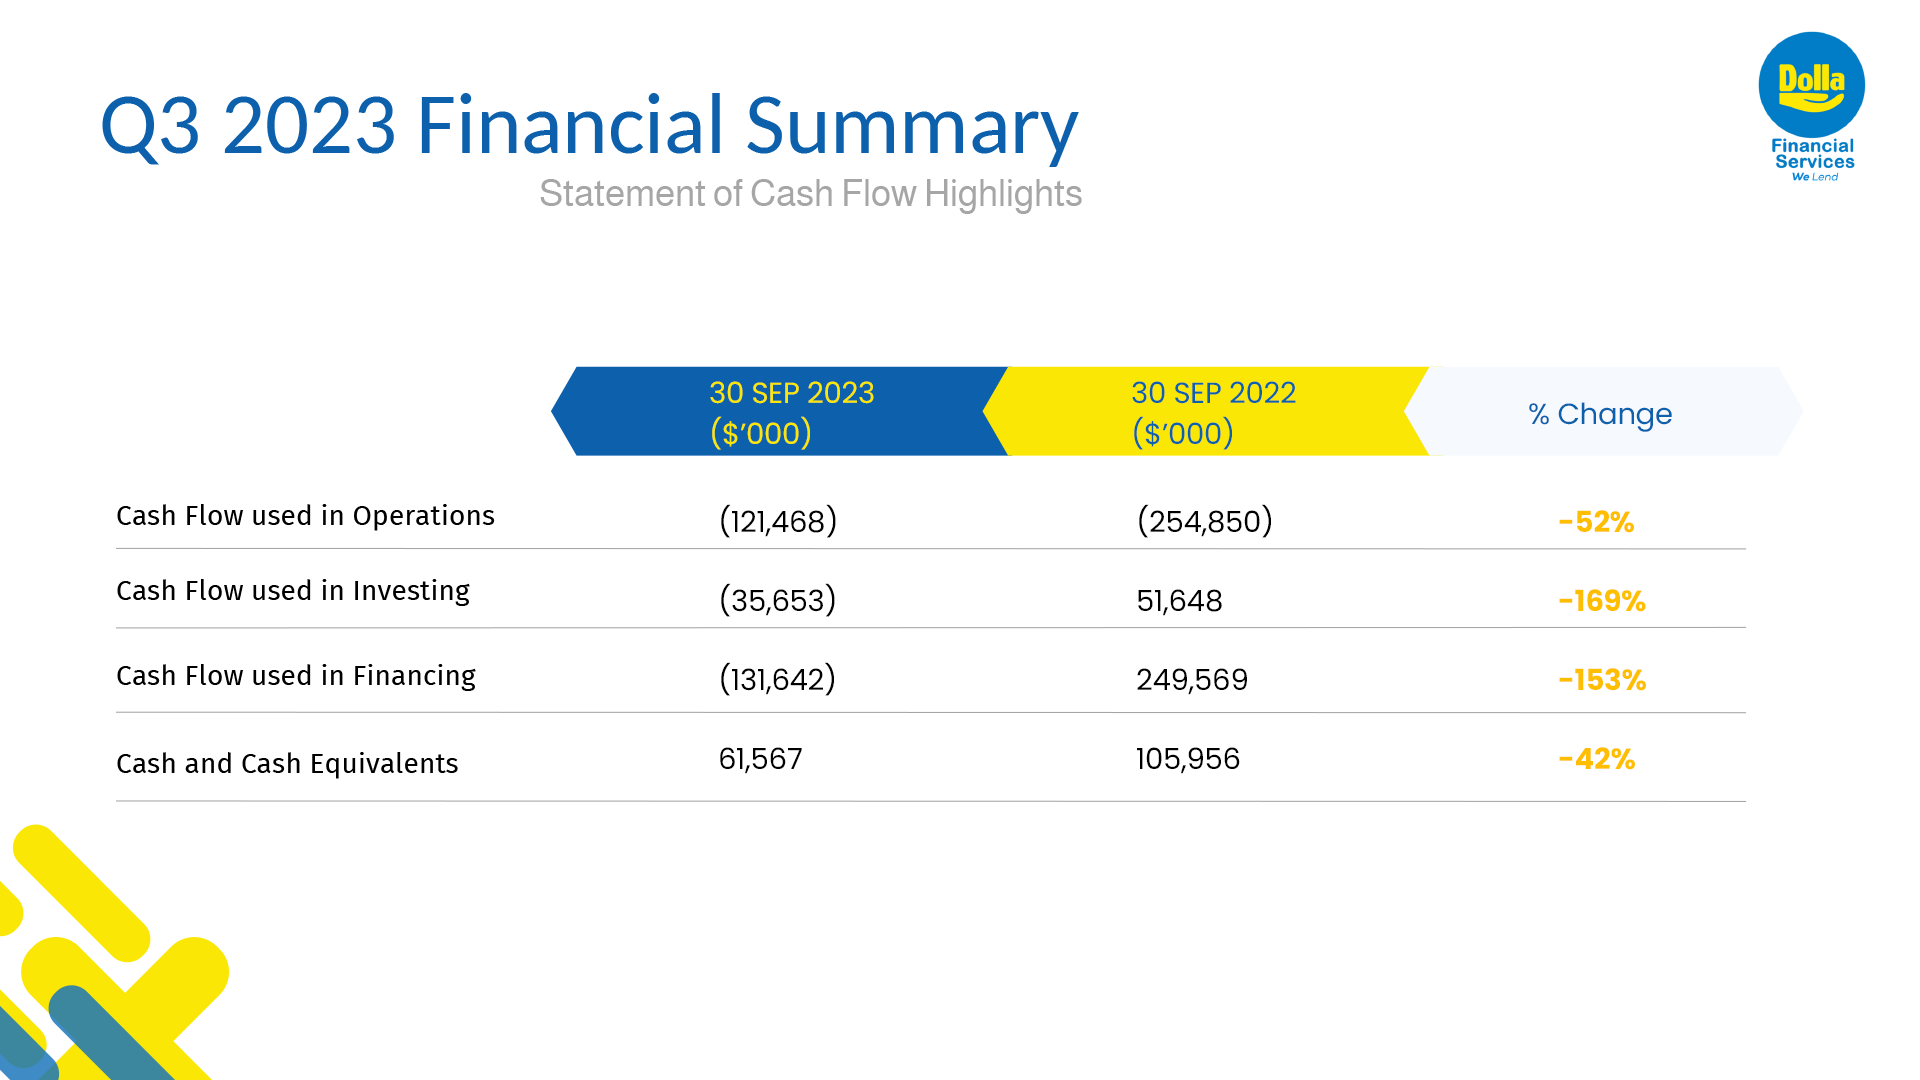 Q3 2023 Financial Summary
Statement of Cash Flow Highlights
Dolla
Financial
Services
We Lend
30 SEP 2023
($’000)
30 SEP 2022
($’000)
% Change
Cash Flow used in Operations (121,468) (254,850) -52%
Cash Flow used in Investing (35,653) 51,648 -169%
Cash Flow used in Financing (131,642) 249,569 -153%
Cash and Cash Equivalents 61,567 105,956 -42%